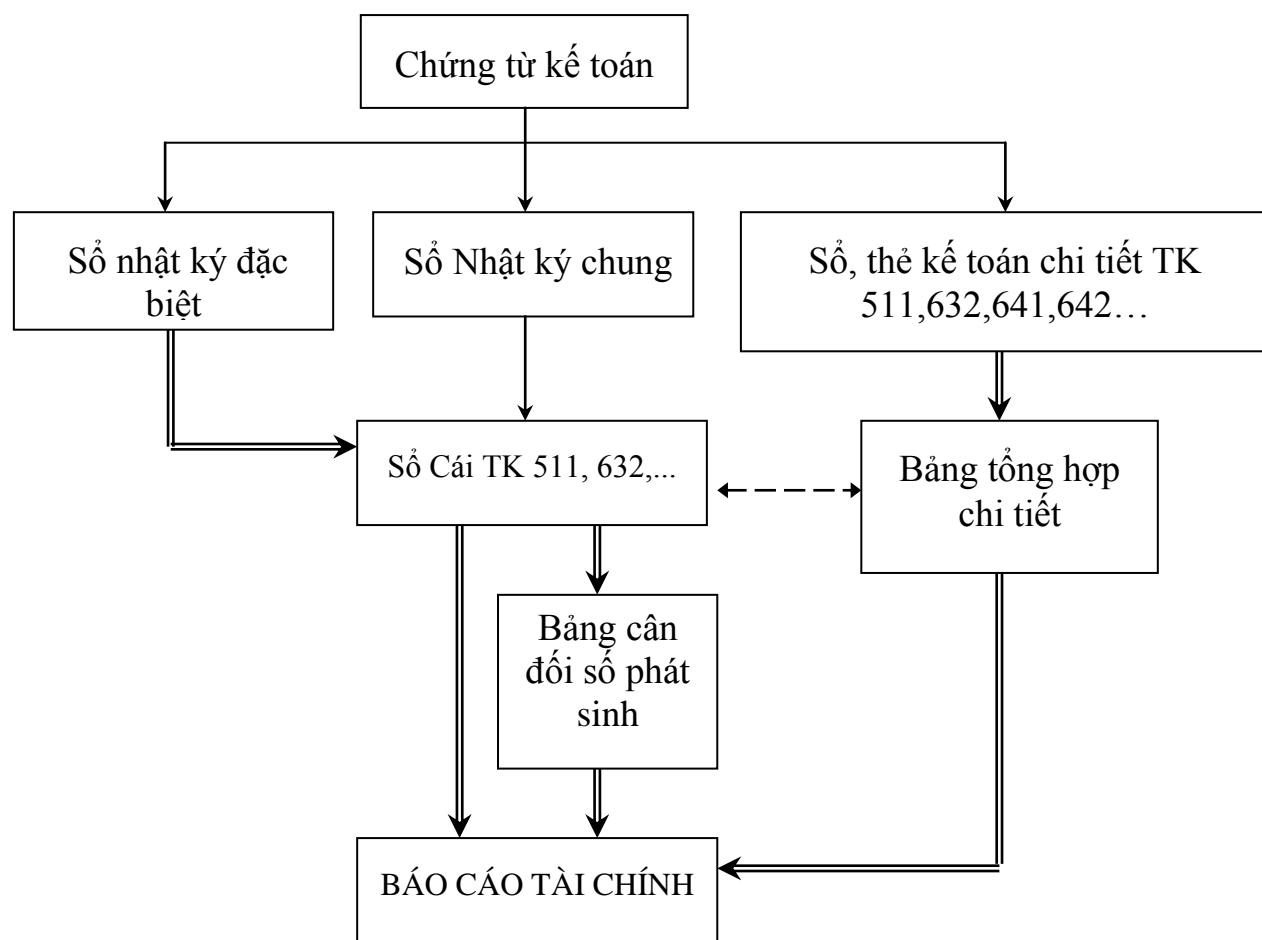 Chứng từ kế toán
Sổ nhật ký đặc
biệt
Sổ Nhật ký chung
Sổ, thẻ kế toán chi tiết TK
511,632,641,642…
Sổ Cái TK 511, 632,...
Bảng tổng hợp
chi tiết
Bảng cân
đối số phát
sinh
BÁO CÁO TÀI CHÍNH